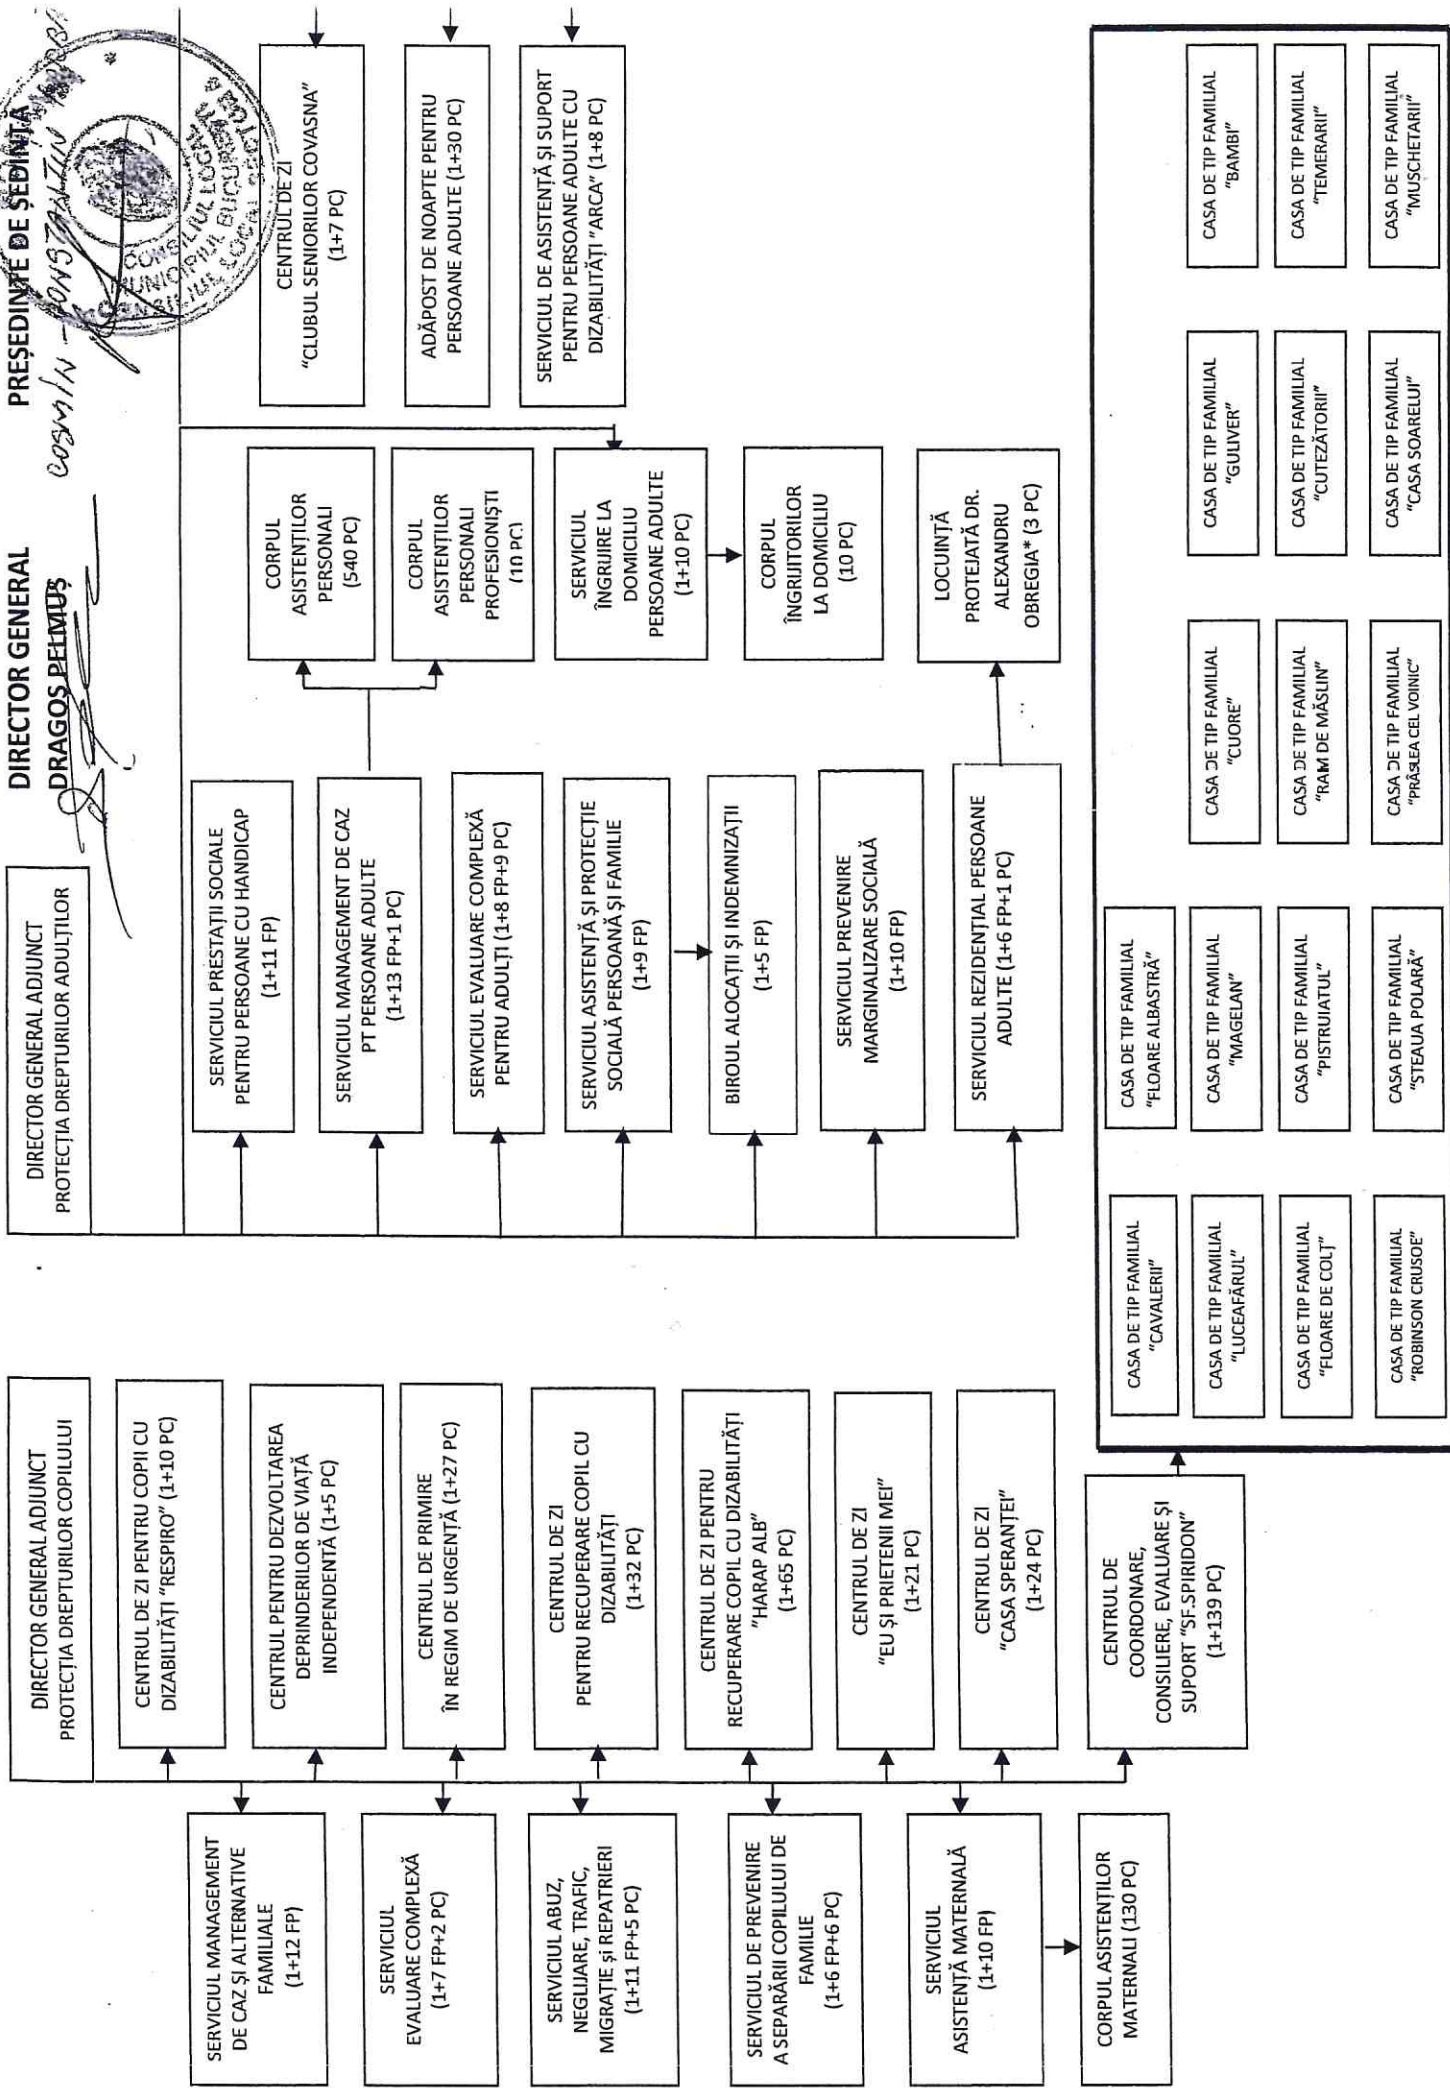 DIRECTOR GENERAL ADJUNCT
PROTECȚIA DREPTURILOR COPILULUI
DIRECTOR GENERAL ADJUNCT
PROTECȚIA DREPTURILOR ADULȚILOR
DIRECTOR GENERAL
DRAGOȘ PELMUȘ
PREȘEDINTE DE ȘEDINȚĂ
COSMIN - CONSTANTIN
CONSILIUL LOCAL
MUNICIPIUL BUCUREȘTI
SERVICIUL MANAGEMENT
DE CAZ ȘI ALTERNATIVE
FAMILIALE
(1+12 FP)
SERVICIUL
EVALUARE COMPLEXĂ
(1+7 FP+2 PC)
SERVICIUL ABUZ,
NEGLIJARE, TRAFIC,
MIGRAȚIE și REPATRIERI
(1+11 FP+5 PC)
SERVICIUL DE PREVENIRE
A SEPARĂRII COPILULUI DE
FAMILIE
(1+6 FP+6 PC)
SERVICIUL
ASISTENȚĂ MATERNALĂ
(1+10 FP)
CORPUL ASISTENȚILOR
MATERNALI (130 PC)
CENTRUL DE ZI PENTRU COPII CU
DIZABILITĂȚI "RESPIRO" (1+10 PC)
CENTRUL PENTRU DEZVOLTAREA
DEPRINDERILOR DE VIAȚĂ
INDEPENDENTĂ (1+5 PC)
CENTRUL DE PRIMIRE
ÎN REGIM DE URGENȚĂ (1+27 PC)
CENTRUL DE ZI
PENTRU RECUPERARE COPIL CU
DIZABILITĂȚI
(1+32 PC)
CENTRUL DE ZI PENTRU
RECUPERARE COPIL CU DIZABILITĂȚI
"HARAP ALB"
(1+65 PC)
CENTRUL DE ZI
"EU ȘI PRIETENII MEI"
(1+21 PC)
CENTRUL DE ZI
"CASA SPERANȚEI"
(1+24 PC)
CENTRUL DE
COORDONARE,
CONSILIERE, EVALUARE ȘI
SUPORT "SF.SPIRIDON"
(1+139 PC)
SERVICIUL PRESTAȚII SOCIALE
PENTRU PERSOANE CU HANDICAP
(1+11 FP)
SERVICIUL MANAGEMENT DE CAZ
PT PERSOANE ADULTE
(1+13 FP+1 PC)
SERVICIUL EVALUARE COMPLEXĂ
PENTRU ADULȚI (1+8 FP+9 PC)
SERVICIUL ASISTENȚĂ ȘI PROTECȚIE
SOCIALĂ PERSOANĂ ȘI FAMILIE
(1+9 FP)
BIROUL ALOCAȚII ȘI INDEMNIZAȚII
(1+5 FP)
SERVICIUL PREVENIRE
MARGINALIZARE SOCIALĂ
(1+10 FP)
SERVICIUL REZIDENȚIAL PERSOANE
ADULTE (1+6 FP+1 PC)
CORPUL
ASISTENȚILOR
PERSONALI
(540 PC)
CORPUL
ASISTENȚILOR
PERSONALI
PROFESIONIȘTI
(10 PC)
SERVICIUL
ÎNGRIJIRE LA
DOMICILIU
PERSOANE ADULTE
(1+10 PC)
CORPUL
ÎNGRIJITORILOR
LA DOMICILIU
(10 PC)
LOCUINȚĂ
PROTEJATĂ DR.
ALEXANDRU
OBREGIA* (3 PC)
CENTRUL DE ZI
"CLUBUL SENIORILOR COVASNA"
(1+7 PC)
ADĂPOST DE NOAPTE PENTRU
PERSOANE ADULTE (1+30 PC)
SERVICIUL DE ASISTENȚĂ ȘI SUPORT
PENTRU PERSOANE ADULTE CU
DIZABILITĂȚI "ARCA" (1+8 PC)
CASA DE TIP FAMILIAL
"CAVALERII"
CASA DE TIP FAMILIAL
"FLOARE ALBASTRĂ"
CASA DE TIP FAMILIAL
"LUCEAFĂRUL"
CASA DE TIP FAMILIAL
"MAGELAN"
CASA DE TIP FAMILIAL
"CUORE"
CASA DE TIP FAMILIAL
"GULIVER"
CASA DE TIP FAMILIAL
"BAMBI"
CASA DE TIP FAMILIAL
"FLOARE DE COLȚ"
CASA DE TIP FAMILIAL
"PISTRUIATUL"
CASA DE TIP FAMILIAL
"RAM DE MĂSLIN"
CASA DE TIP FAMILIAL
"CUTEZĂTORII"
CASA DE TIP FAMILIAL
"TEMERARII"
CASA DE TIP FAMILIAL
"ROBINSON CRUSOE"
CASA DE TIP FAMILIAL
"STEAUA POLARĂ"
CASA DE TIP FAMILIAL
"PRÂSLEA CEL VOINIC"
CASA DE TIP FAMILIAL
"CASA SOARELUI"
CASA DE TIP FAMILIAL
"MUSCHETARII"